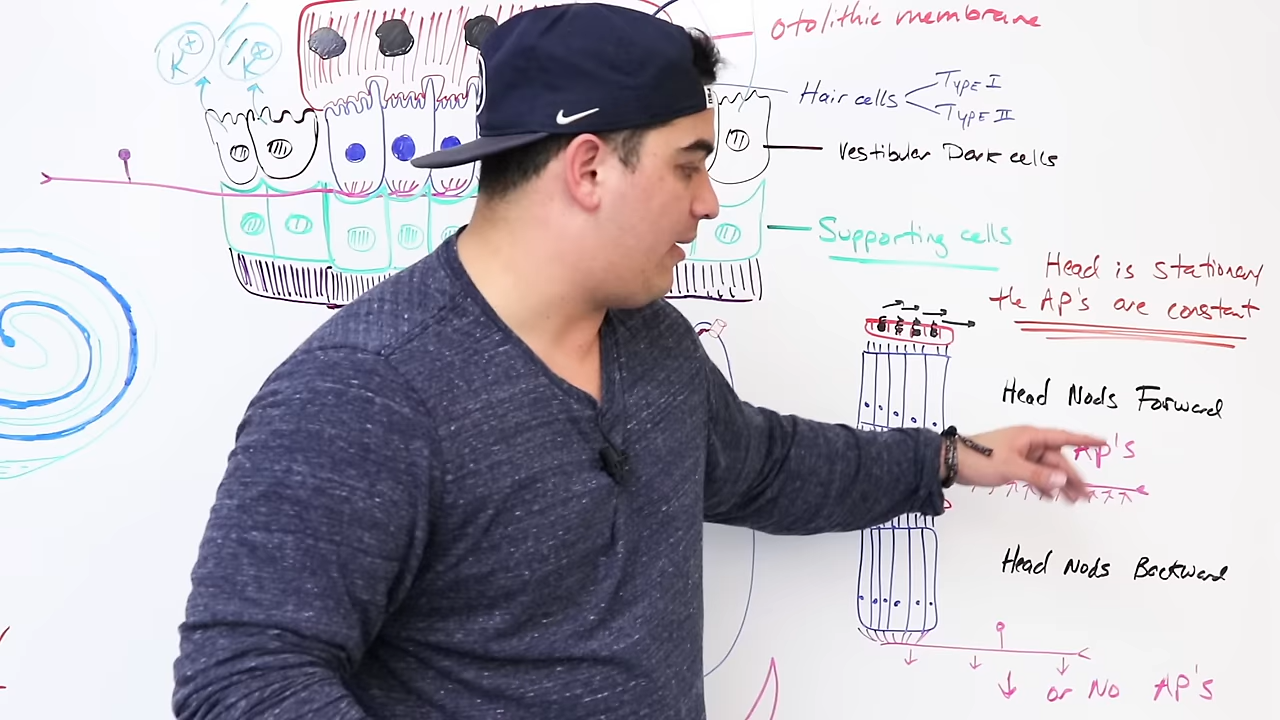 K⊕ K⊕
otolithic membrane
Hair cells
Type I
Type II
Vestibular Dark cells
Supporting cells
Head is Stationary
the AP's are constant
Head Nods Forward
AP's
Head Nods Backward
↓ or No AP's